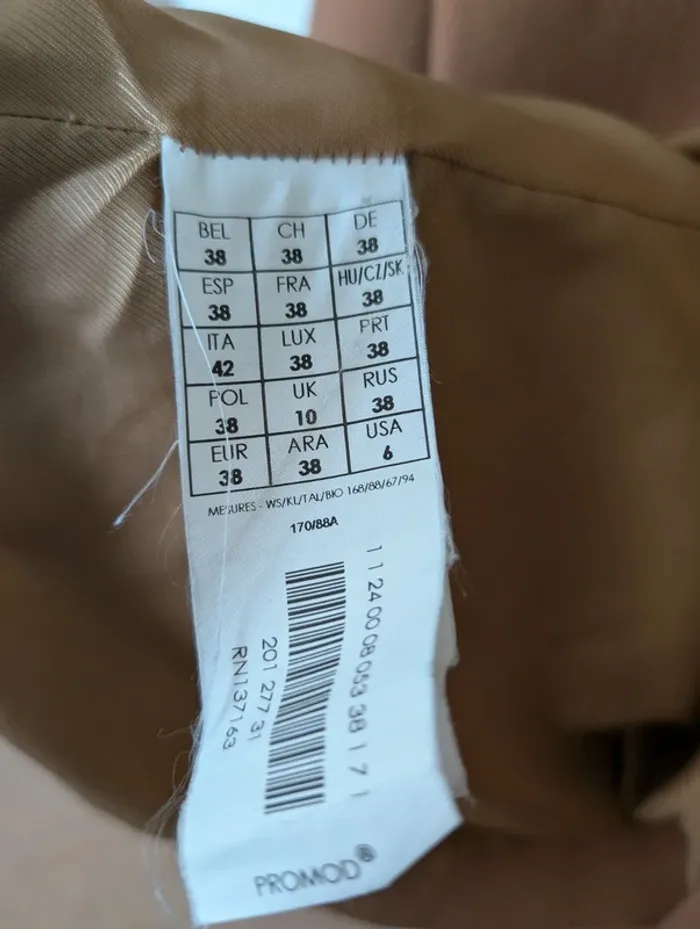 BEL CH DE
38 38 38
ESP FRA HU/CZ/SK
38 38 38
ITA LUX PRT
42 38 38
POL UK RUS
38 10 38
EUR ARA USA
38 38 6
MESURES - WS/KL/TAL/BIO 168/88/67/94
170/88A
1 1 24 0008 053 38 1 7 1
201 277 31
RN137163
PROMOD®